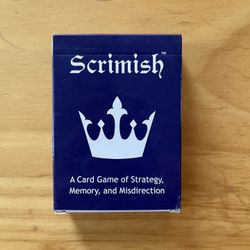 Scrimish™
A Card Game of Strategy,
Memory, and Misdirection